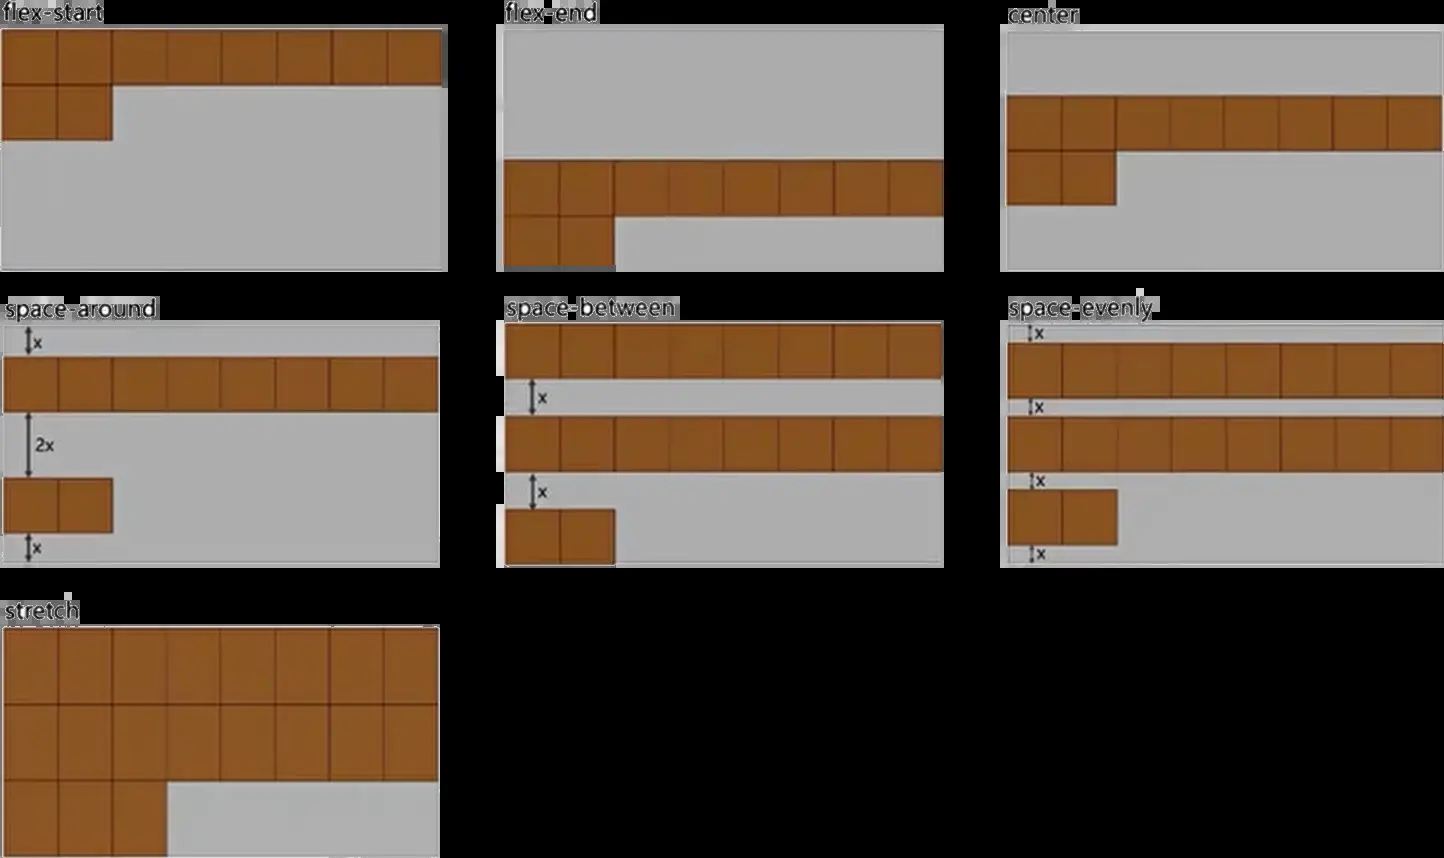 flex-start
flex-end
center
space-around
x
2x
x
space-between
x
x
space-evenly
x
x
x
x
stretch